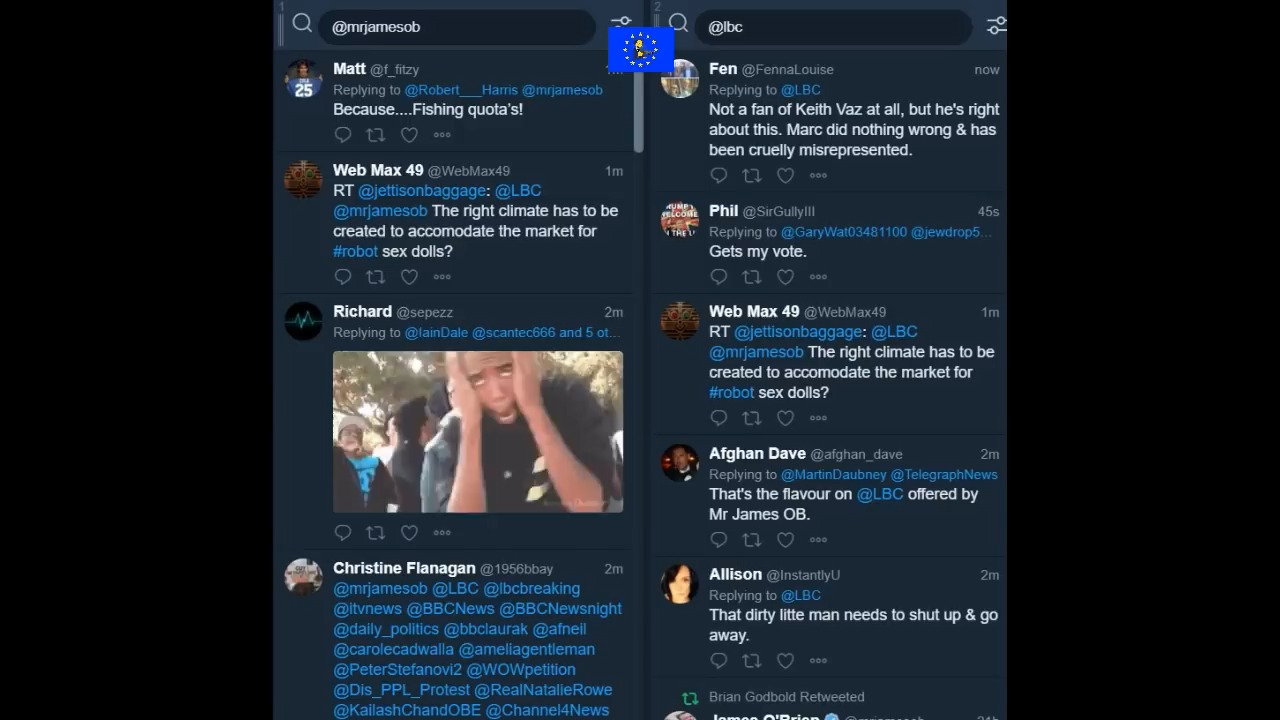 1
@mrjamesob
Matt @f_fitzy
Replying to @Robert___Harris @mrjamesob
Because....Fishing quota's!
Web Max 49 @WebMax49 1m
RT @jettisonbaggage: @LBC
@mrjamesob The right climate has to be
created to accomodate the market for
#robot sex dolls?
Richard @sepezz 2m
Replying to @IainDale @scantec666 and 5 ot...
Christine Flanagan @1956bbay 2m
@mrjamesob @LBC @lbcbreaking
@itvnews @BBCNews @BBCNewsnight
@daily_politics @bbclaurak @afneil
@carolecadwalla @ameliagentleman
@PeterStefanovi2 @WOWpetition
@Dis_PPL_Protest @RealNatalieRowe
@KailashChandOBE @Channel4News
2
@lbc
Fen @FennaLouise now
Replying to @LBC
Not a fan of Keith Vaz at all, but he's right
about this. Marc did nothing wrong & has
been cruelly misrepresented.
Phil @SirGullyIII 45s
Replying to @GaryWat03481100 @jewdrop5...
Gets my vote.
Web Max 49 @WebMax49 1m
RT @jettisonbaggage: @LBC
@mrjamesob The right climate has to be
created to accomodate the market for
#robot sex dolls?
Afghan Dave @afghan_dave 2m
Replying to @MartinDaubney @TelegraphNews
That's the flavour on @LBC offered by
Mr James OB.
Allison @InstantlyU 2m
Replying to @LBC
That dirty litte man needs to shut up & go
away.
Brian Godbold Retweeted
James O'Brien @mrjamesob 21h